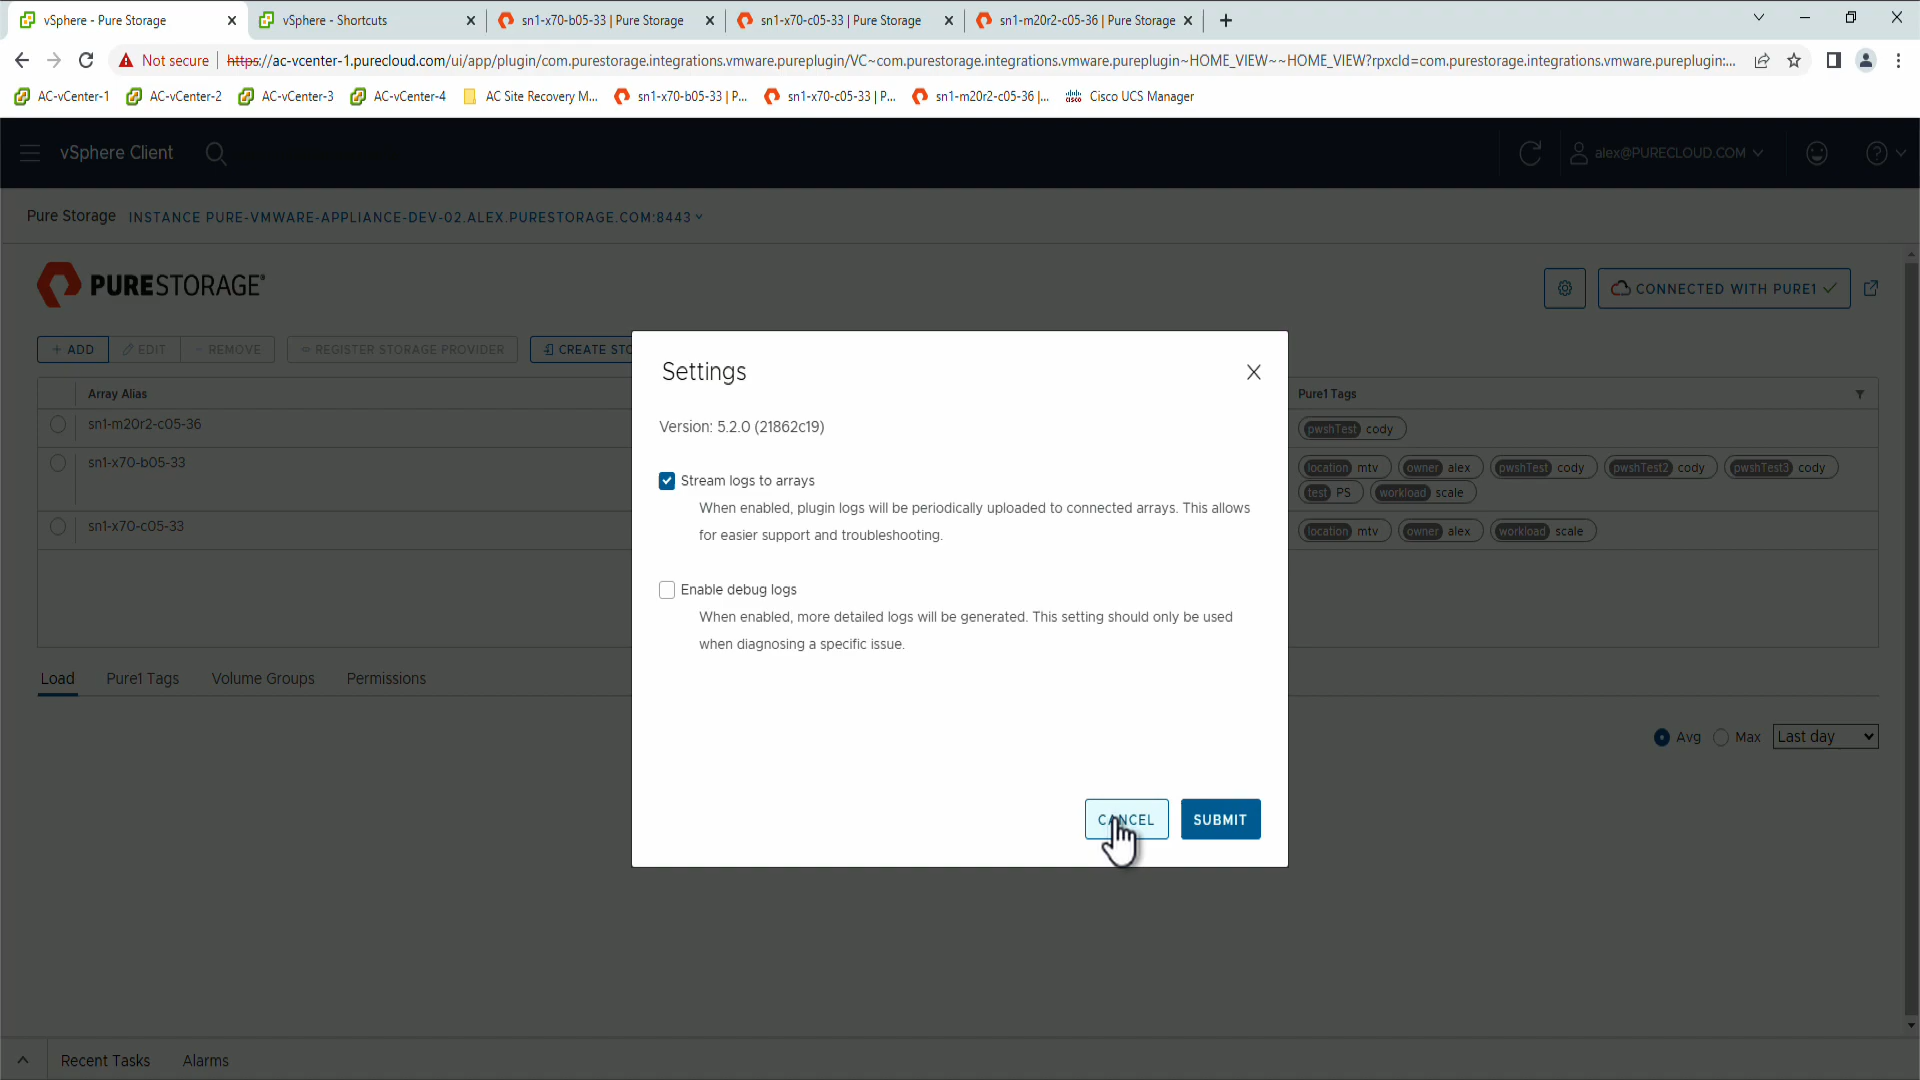 vSphere - Pure Storage
vSphere - Shortcuts
sn1-x70-b05-33 | Pure Storage
sn1-x70-c05-33 | Pure Storage
sn1-m20r2-c05-36 | Pure Storage
Not secure
https://ac-vcenter-1.purecloud.com/ui/app/plugin/com.purestorage.integrations.vmware.pureplugin/VC~com.purestorage.integrations.vmware.pureplugin~HOME_VIEW~~HOME_VIEW?rpxcId=com.purestorage.integrations.vmware.pureplugin:...
AC-vCenter-1
AC-vCenter-2
AC-vCenter-3
AC-vCenter-4
AC Site Recovery M...
sn1-x70-b05-33 | P...
sn1-x70-c05-33 | P...
sn1-m20r2-c05-36 |...
cisco
Cisco UCS Manager
vSphere Client
alex@PURECLOUD.COM
Pure Storage
INSTANCE PURE-VMWARE-APPLIANCE-DEV-02.ALEX.PURESTORAGE.COM:8443
PURESTORAGE®
CONNECTED WITH PURE1
+ ADD
EDIT
- REMOVE
REGISTER STORAGE PROVIDER
CREATE STO
Array Alias
Pure1 Tags
sn1-m20r2-c05-36
pwshTest cody
sn1-x70-b05-33
location mtv
owner alex
pwshTest cody
pwshTest2 cody
pwshTest3 cody
test PS
workload scale
sn1-x70-c05-33
location mtv
owner alex
workload scale
Settings
Version: 5.2.0 (21862c19)
Stream logs to arrays
When enabled, plugin logs will be periodically uploaded to connected arrays. This allows
for easier support and troubleshooting.
Enable debug logs
When enabled, more detailed logs will be generated. This setting should only be used
when diagnosing a specific issue.
CANCEL
SUBMIT
Load
Pure1 Tags
Volume Groups
Permissions
Avg
Max
Last day
Recent Tasks
Alarms